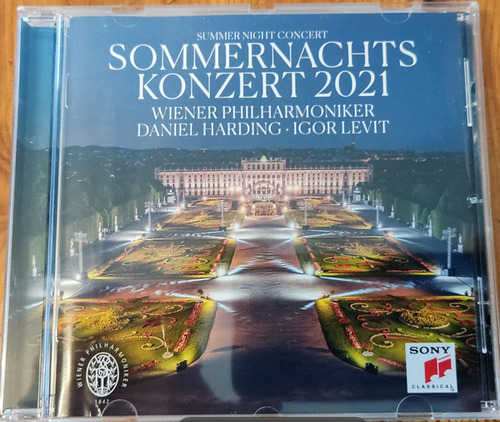 SUMMER NIGHT CONCERT
SOMMERNACHTS
KONZERT 2021
WIENER PHILHARMONIKER
DANIEL HARDING · IGOR LEVIT
WIENER PHILHARMONIKER
1842
SONY
CLASSICAL